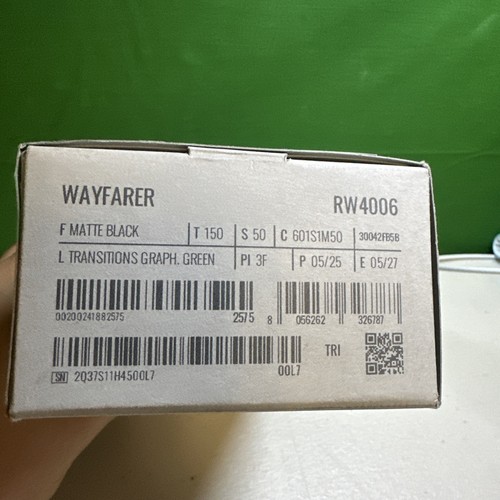 WAYFARER RW4006
F MATTE BLACK T 150 S 50 C 601S1M50 30042FB5B
L TRANSITIONS GRAPH. GREEN PI 3F P 05/25 E 05/27
00200241882575 25/5 8 056262 326787
SN 2Q37S11H4500L7 00L7 TRI